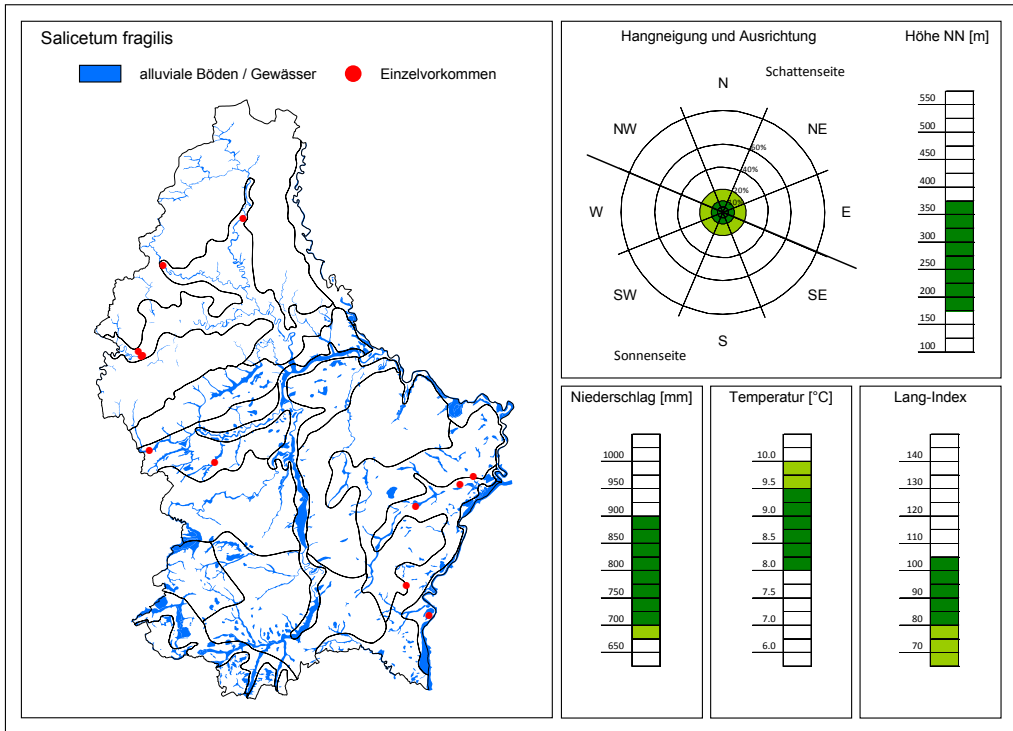 Salicetum fragilis
alluviale Böden / Gewässer
Einzelvorkommen
Hangneigung und Ausrichtung
Schattenseite
N
NW
NE
60%
40%
20%
10%
W
E
SW
SE
S
Sonnenseite
Höhe NN [m]
550
500
450
400
350
300
250
200
150
100
Niederschlag [mm]
1000
950
900
850
800
750
700
650
Temperatur [°C]
10.0
9.5
9.0
8.5
8.0
7.5
7.0
6.0
Lang-Index
140
130
120
110
100
90
80
70